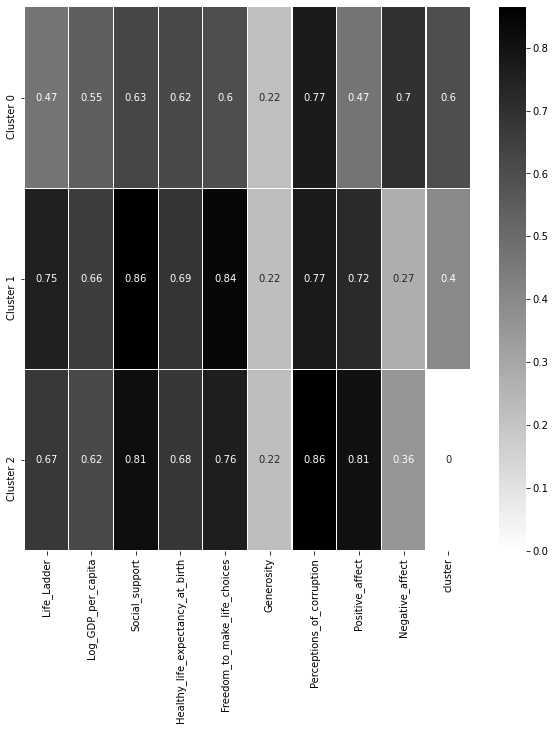 Cluster 0
0.47 0.55 0.63 0.62 0.6 0.22 0.77 0.47 0.7 0.6
Cluster 1
0.75 0.66 0.86 0.69 0.84 0.22 0.77 0.72 0.27 0.4
Cluster 2
0.67 0.62 0.81 0.68 0.76 0.22 0.86 0.81 0.36 0
Life_Ladder
Log_GDP_per_capita
Social_support
Healthy_life_expectancy_at_birth
Freedom_to_make_life_choices
Generosity
Perceptions_of_corruption
Positive_affect
Negative_affect
cluster
0.8
0.7
0.6
0.5
0.4
0.3
0.2
0.1
0.0